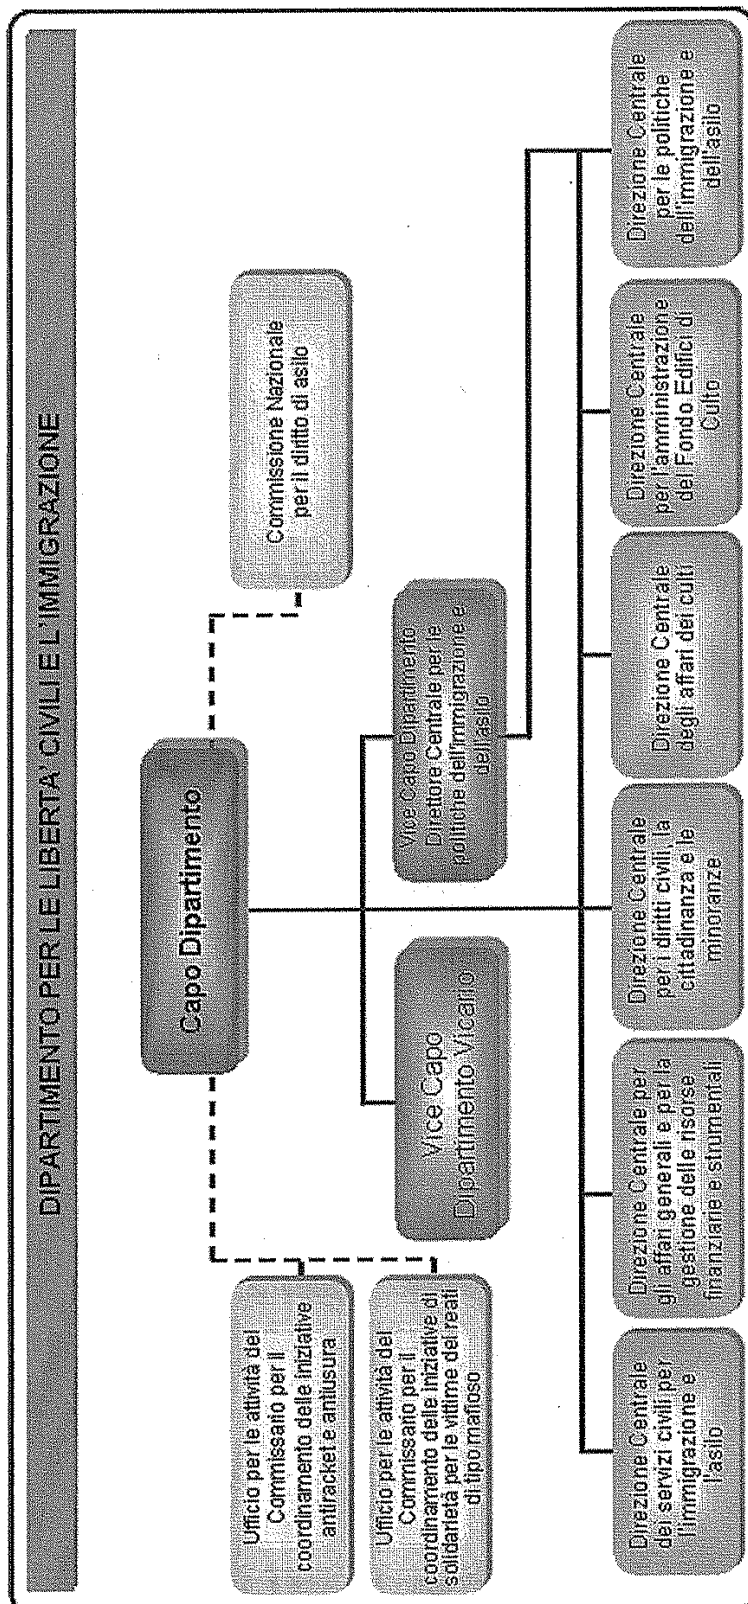 DIPARTIMENTO PER LE LIBERTA' CIVILI E L'IMMIGRAZIONE
Capo Dipartimento
Ufficio per le attività del
Commissario per il
coordinamento delle iniziative
antiracket e antiusura
Commissione Nazionale
per il diritto di asilo
Ufficio per le attività del
Commissario per il
coordinamento delle iniziative di
solidarietà per le vittime dei reati
di tipo mafioso
Vice Capo
Dipartimento Vicario
Vice Capo Dipartimento
Direttore Centrale per le
politiche dell'immigrazione e
dell'asilo
Direzione Centrale
dei servizi civili per
l'immigrazione e
l'asilo
Direzione Centrale per
gli affari generali e per la
gestione delle risorse
finanziarie e strumentali
Direzione Centrale
per i diritti civili, la
cittadinanza e le
minoranze
Direzione Centrale
degli affari dei culti
Direzione Centrale
per l'amministrazione
del Fondo Edifici di
Culto
Direzione Centrale
per le politiche
dell'immigrazione e
dell'asilo